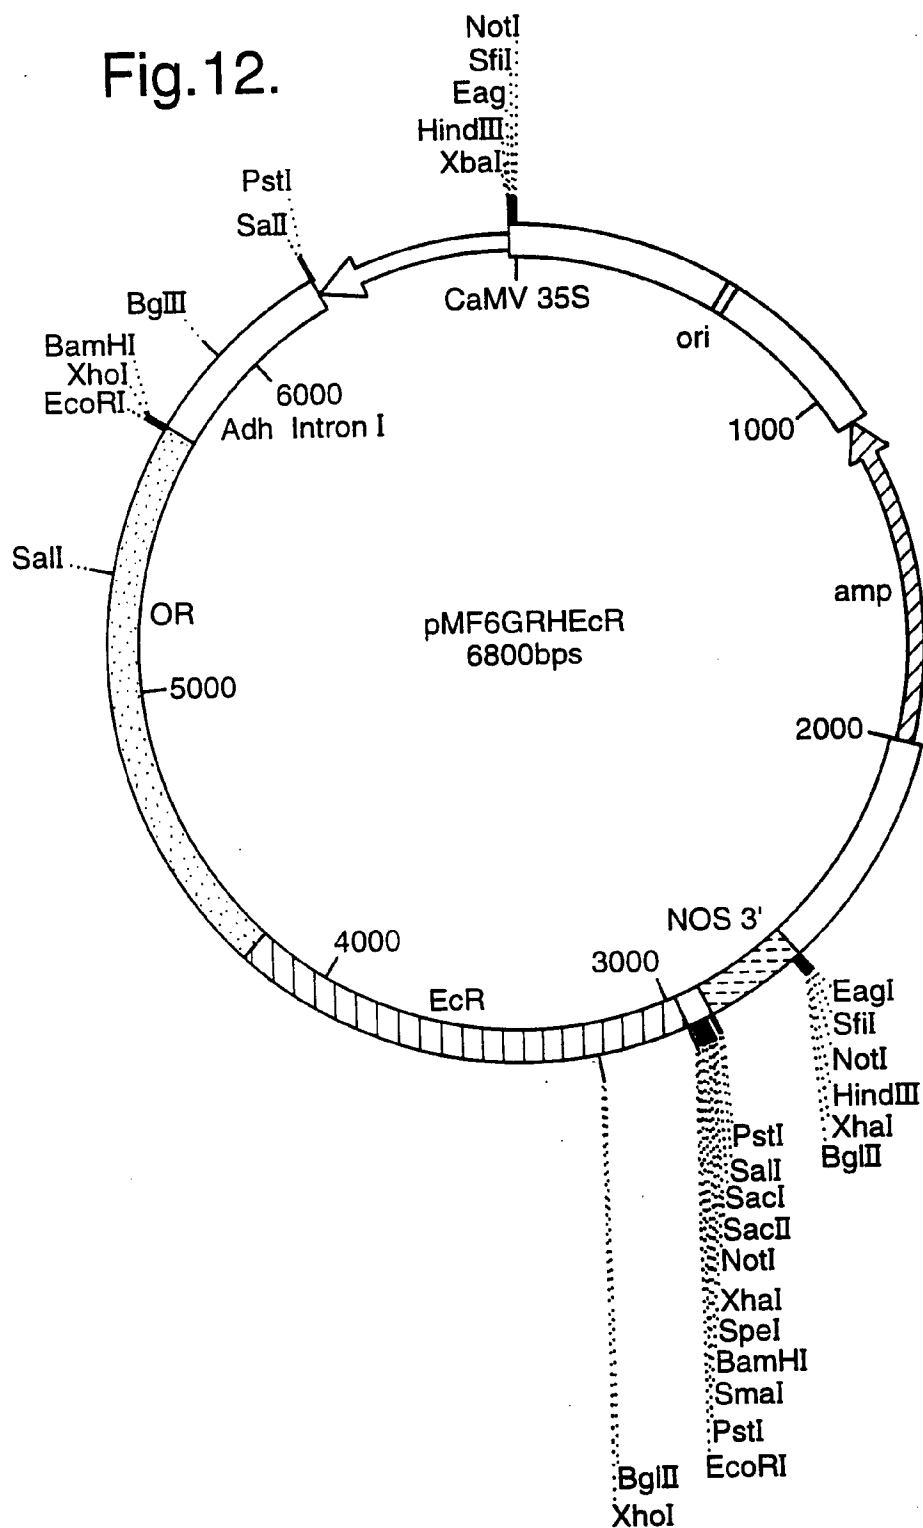 Fig.12.
NotI
SfiI
Eag
HindIII
XbaI
PstI
SaII
BgIII
BamHI
XhoI
EcoRI
SalI
CaMV 35S
ori
6000
Adh Intron I
1000
amp
OR
pMF6GRHEcR
6800bps
5000
2000
NOS 3'
4000
3000
EcR
EagI
SfiI
NotI
HindIII
XhaI
BglII
PstI
SalI
SacI
SacII
NotI
XhaI
SpeI
BamHI
SmaI
PstI
EcoRI
BglII
XhoI